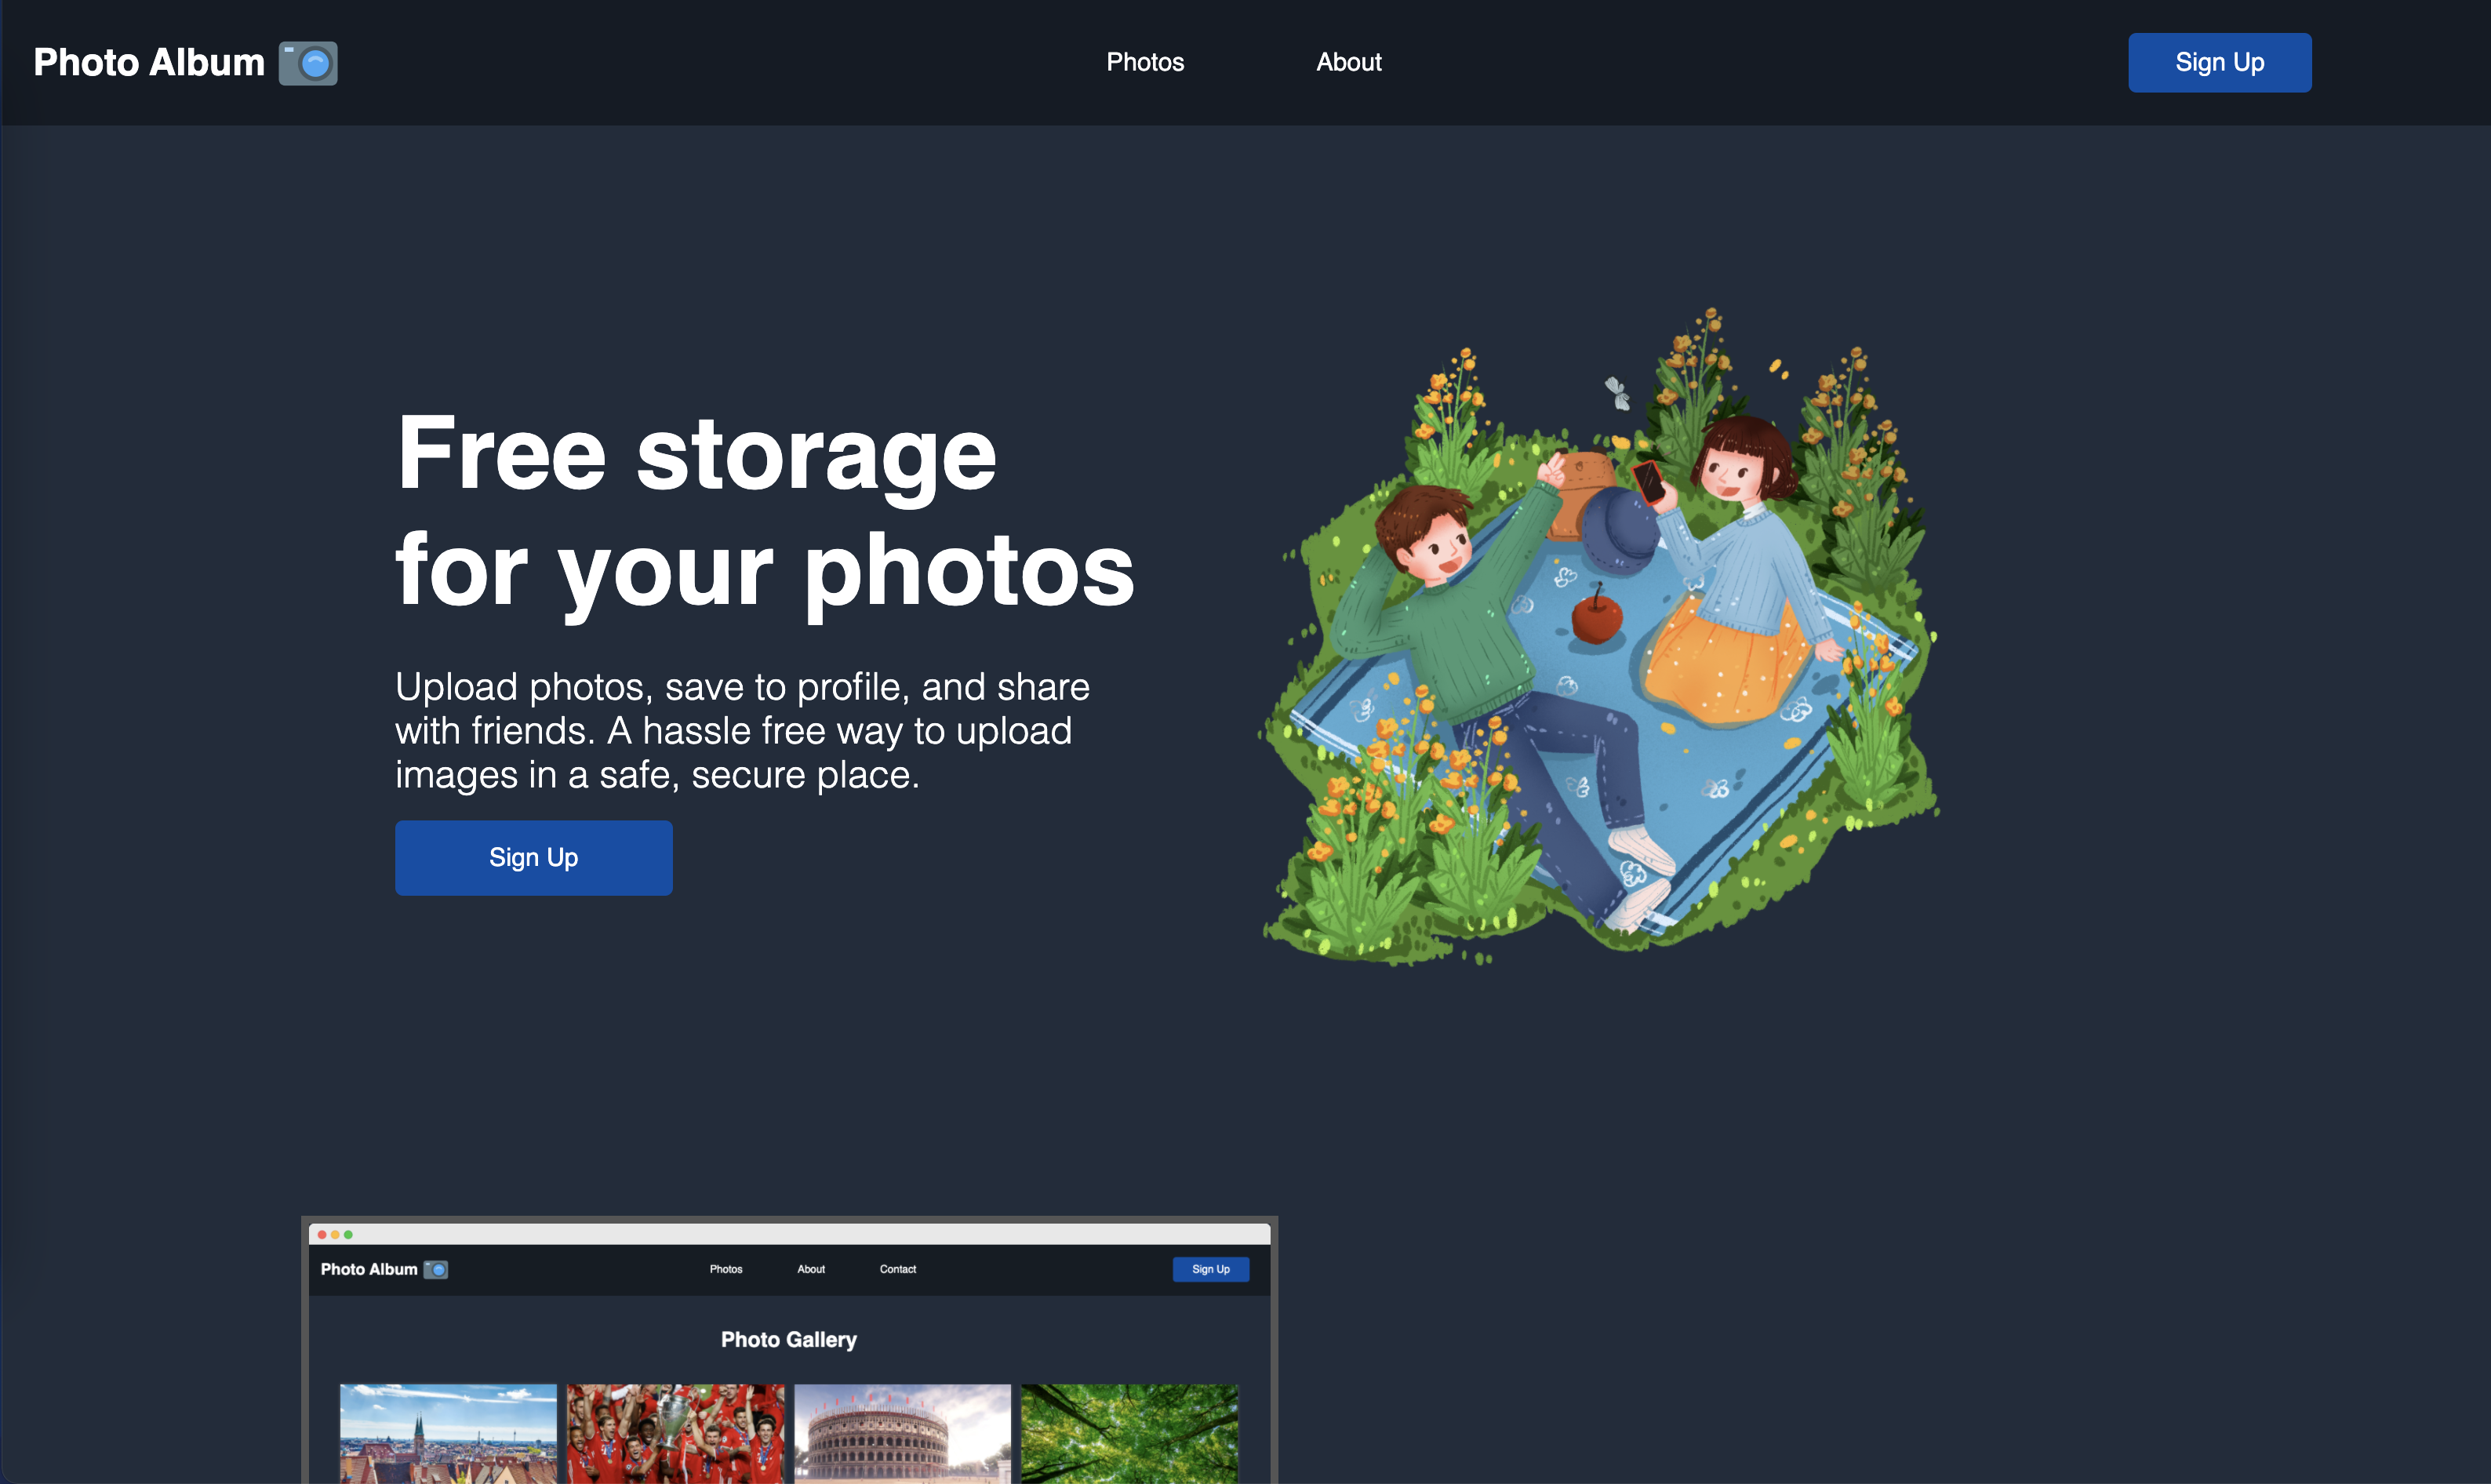 Photo Album
Photos
About
Sign Up
Free storage
for your photos
Upload photos, save to profile, and share
with friends. A hassle free way to upload
images in a safe, secure place.
Sign Up
Photo Album
Photos
About
Contact
Sign Up
Photo Gallery